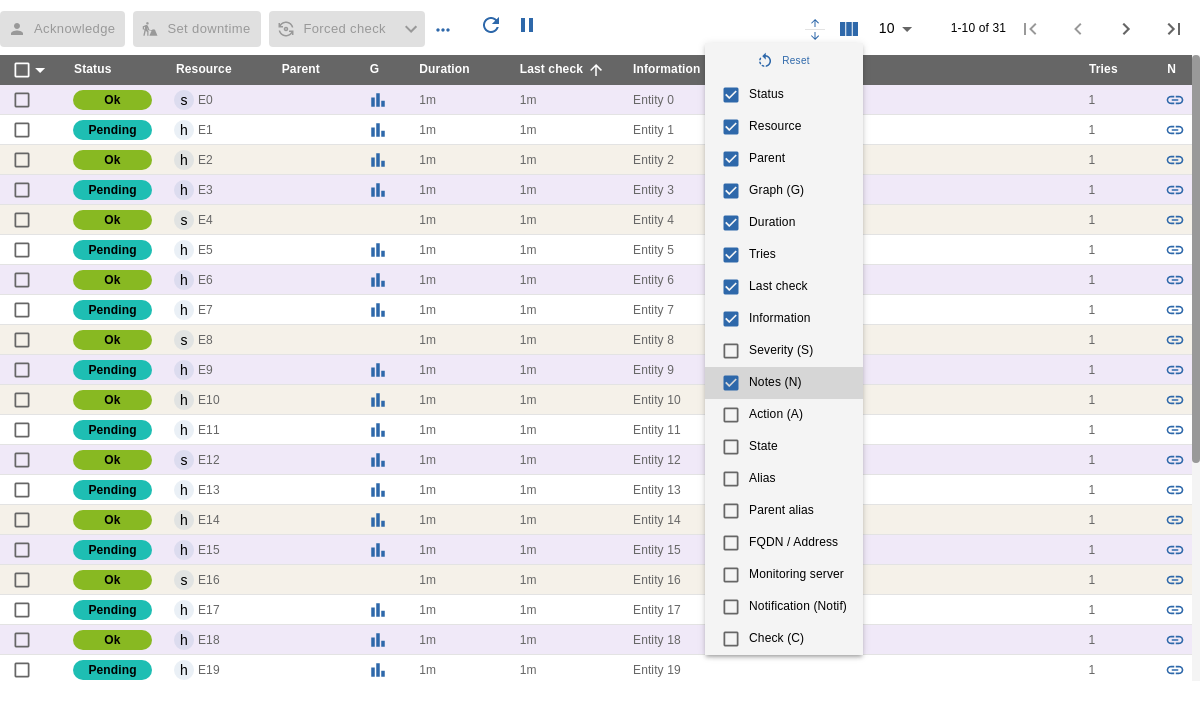 Acknowledge Set downtime Forced check 10 1-10 of 31
Status Resource Parent G Duration Last check Information Tries N
Reset
Status
Resource
Parent
Graph (G)
Duration
Tries
Last check
Information
Severity (S)
Notes (N)
Action (A)
State
Alias
Parent alias
FQDN / Address
Monitoring server
Notification (Notif)
Check (C)
Ok s E0 1m 1m Entity 0 1
Pending h E1 1m 1m Entity 1 1
Ok h E2 1m 1m Entity 2 1
Pending h E3 1m 1m Entity 3 1
Ok s E4 1m 1m Entity 4 1
Pending h E5 1m 1m Entity 5 1
Ok h E6 1m 1m Entity 6 1
Pending h E7 1m 1m Entity 7 1
Ok s E8 1m 1m Entity 8 1
Pending h E9 1m 1m Entity 9 1
Ok h E10 1m 1m Entity 10 1
Pending h E11 1m 1m Entity 11 1
Ok s E12 1m 1m Entity 12 1
Pending h E13 1m 1m Entity 13 1
Ok h E14 1m 1m Entity 14 1
Pending h E15 1m 1m Entity 15 1
Ok s E16 1m 1m Entity 16 1
Pending h E17 1m 1m Entity 17 1
Ok h E18 1m 1m Entity 18 1
Pending h E19 1m 1m Entity 19 1